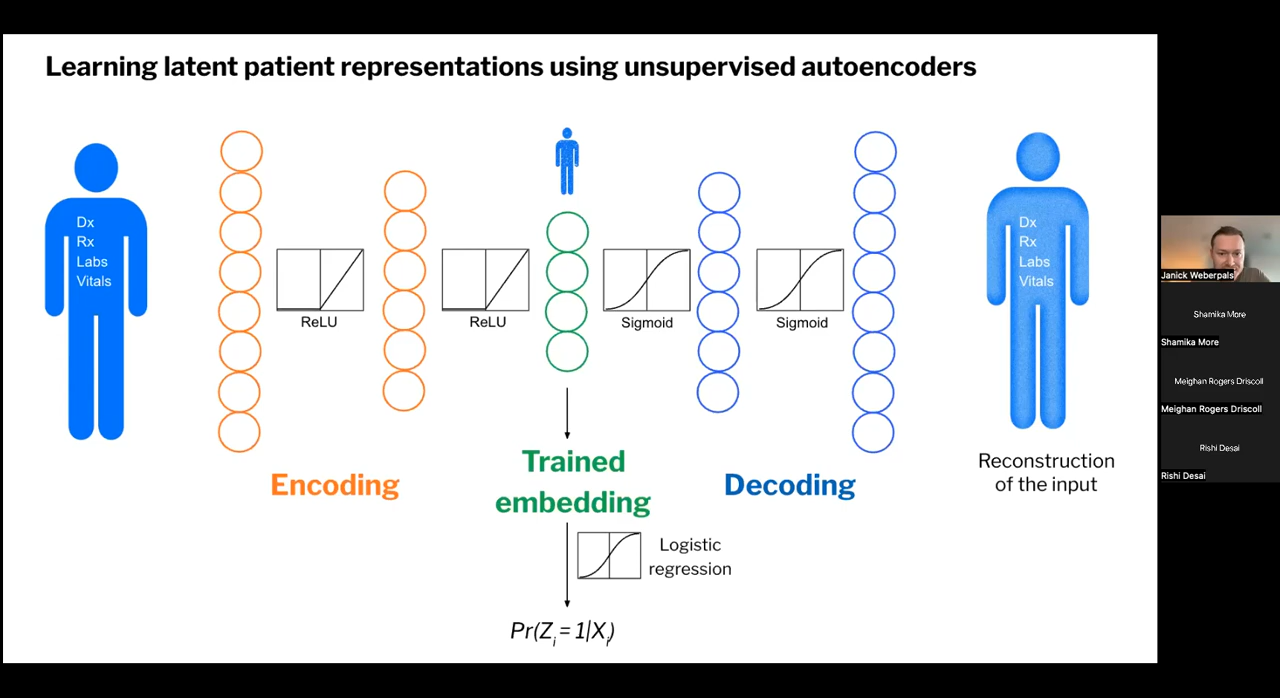 Learning latent patient representations using unsupervised autoencoders
Dx
Rx
Labs
Vitals
ReLU
ReLU
Sigmoid
Sigmoid
Dx
Rx
Labs
Vitals
Encoding
Trained
embedding
Decoding
Reconstruction
of the input
Logistic
regression
Pr(Zi = 1|Xi)
Janick Weberpals
Shamika More
Shamika More
Meighan Rogers Driscoll
Meighan Rogers Driscoll
Rishi Desai
Rishi Desai